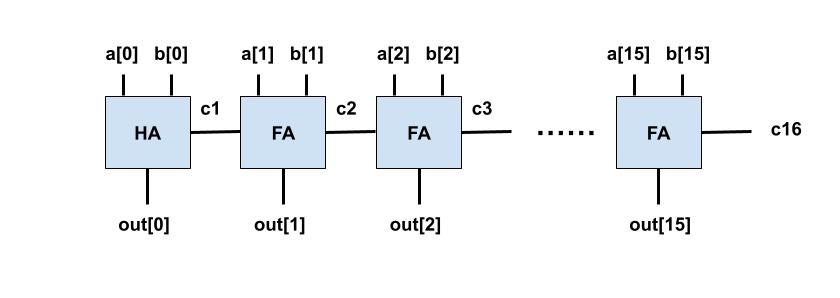 a[0] b[0] a[1] b[1] a[2] b[2] a[15] b[15]
c1 c2 c3
HA FA FA ...... FA c16
out[0] out[1] out[2] out[15]